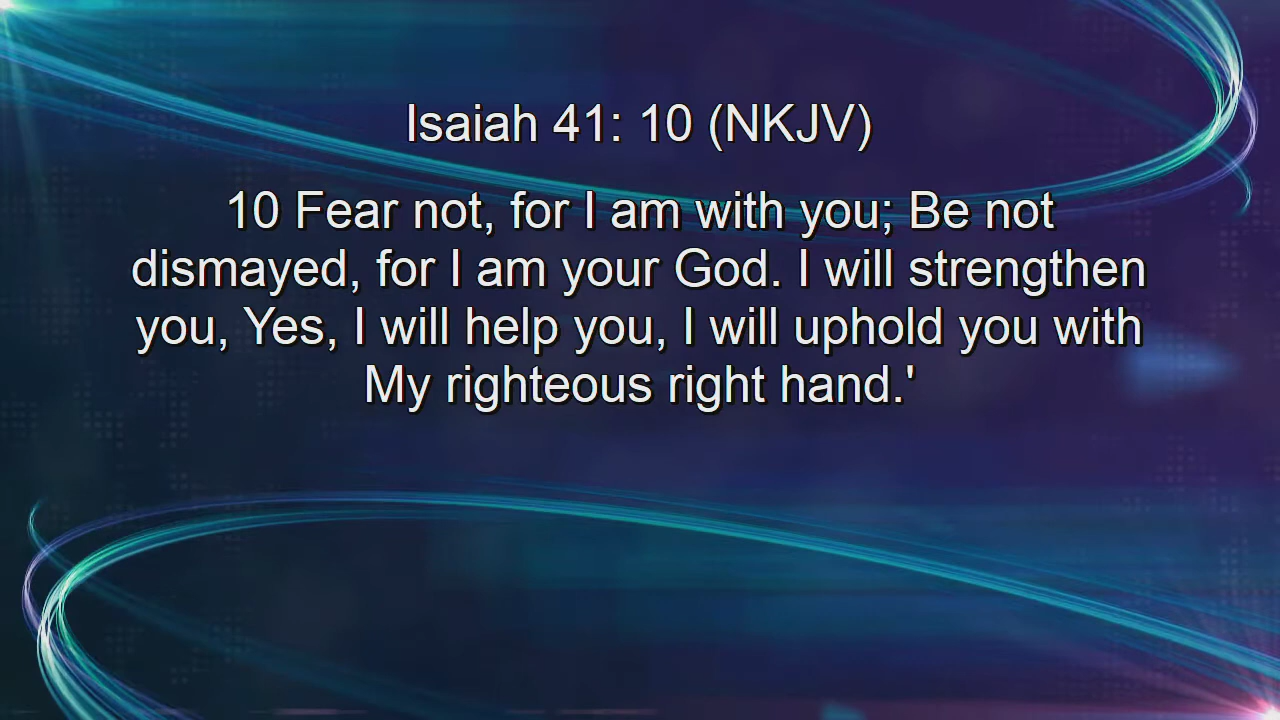 Isaiah 41: 10 (NKJV)
10 Fear not, for I am with you; Be not
dismayed, for I am your God. I will strengthen
you, Yes, I will help you, I will uphold you with
My righteous right hand.'